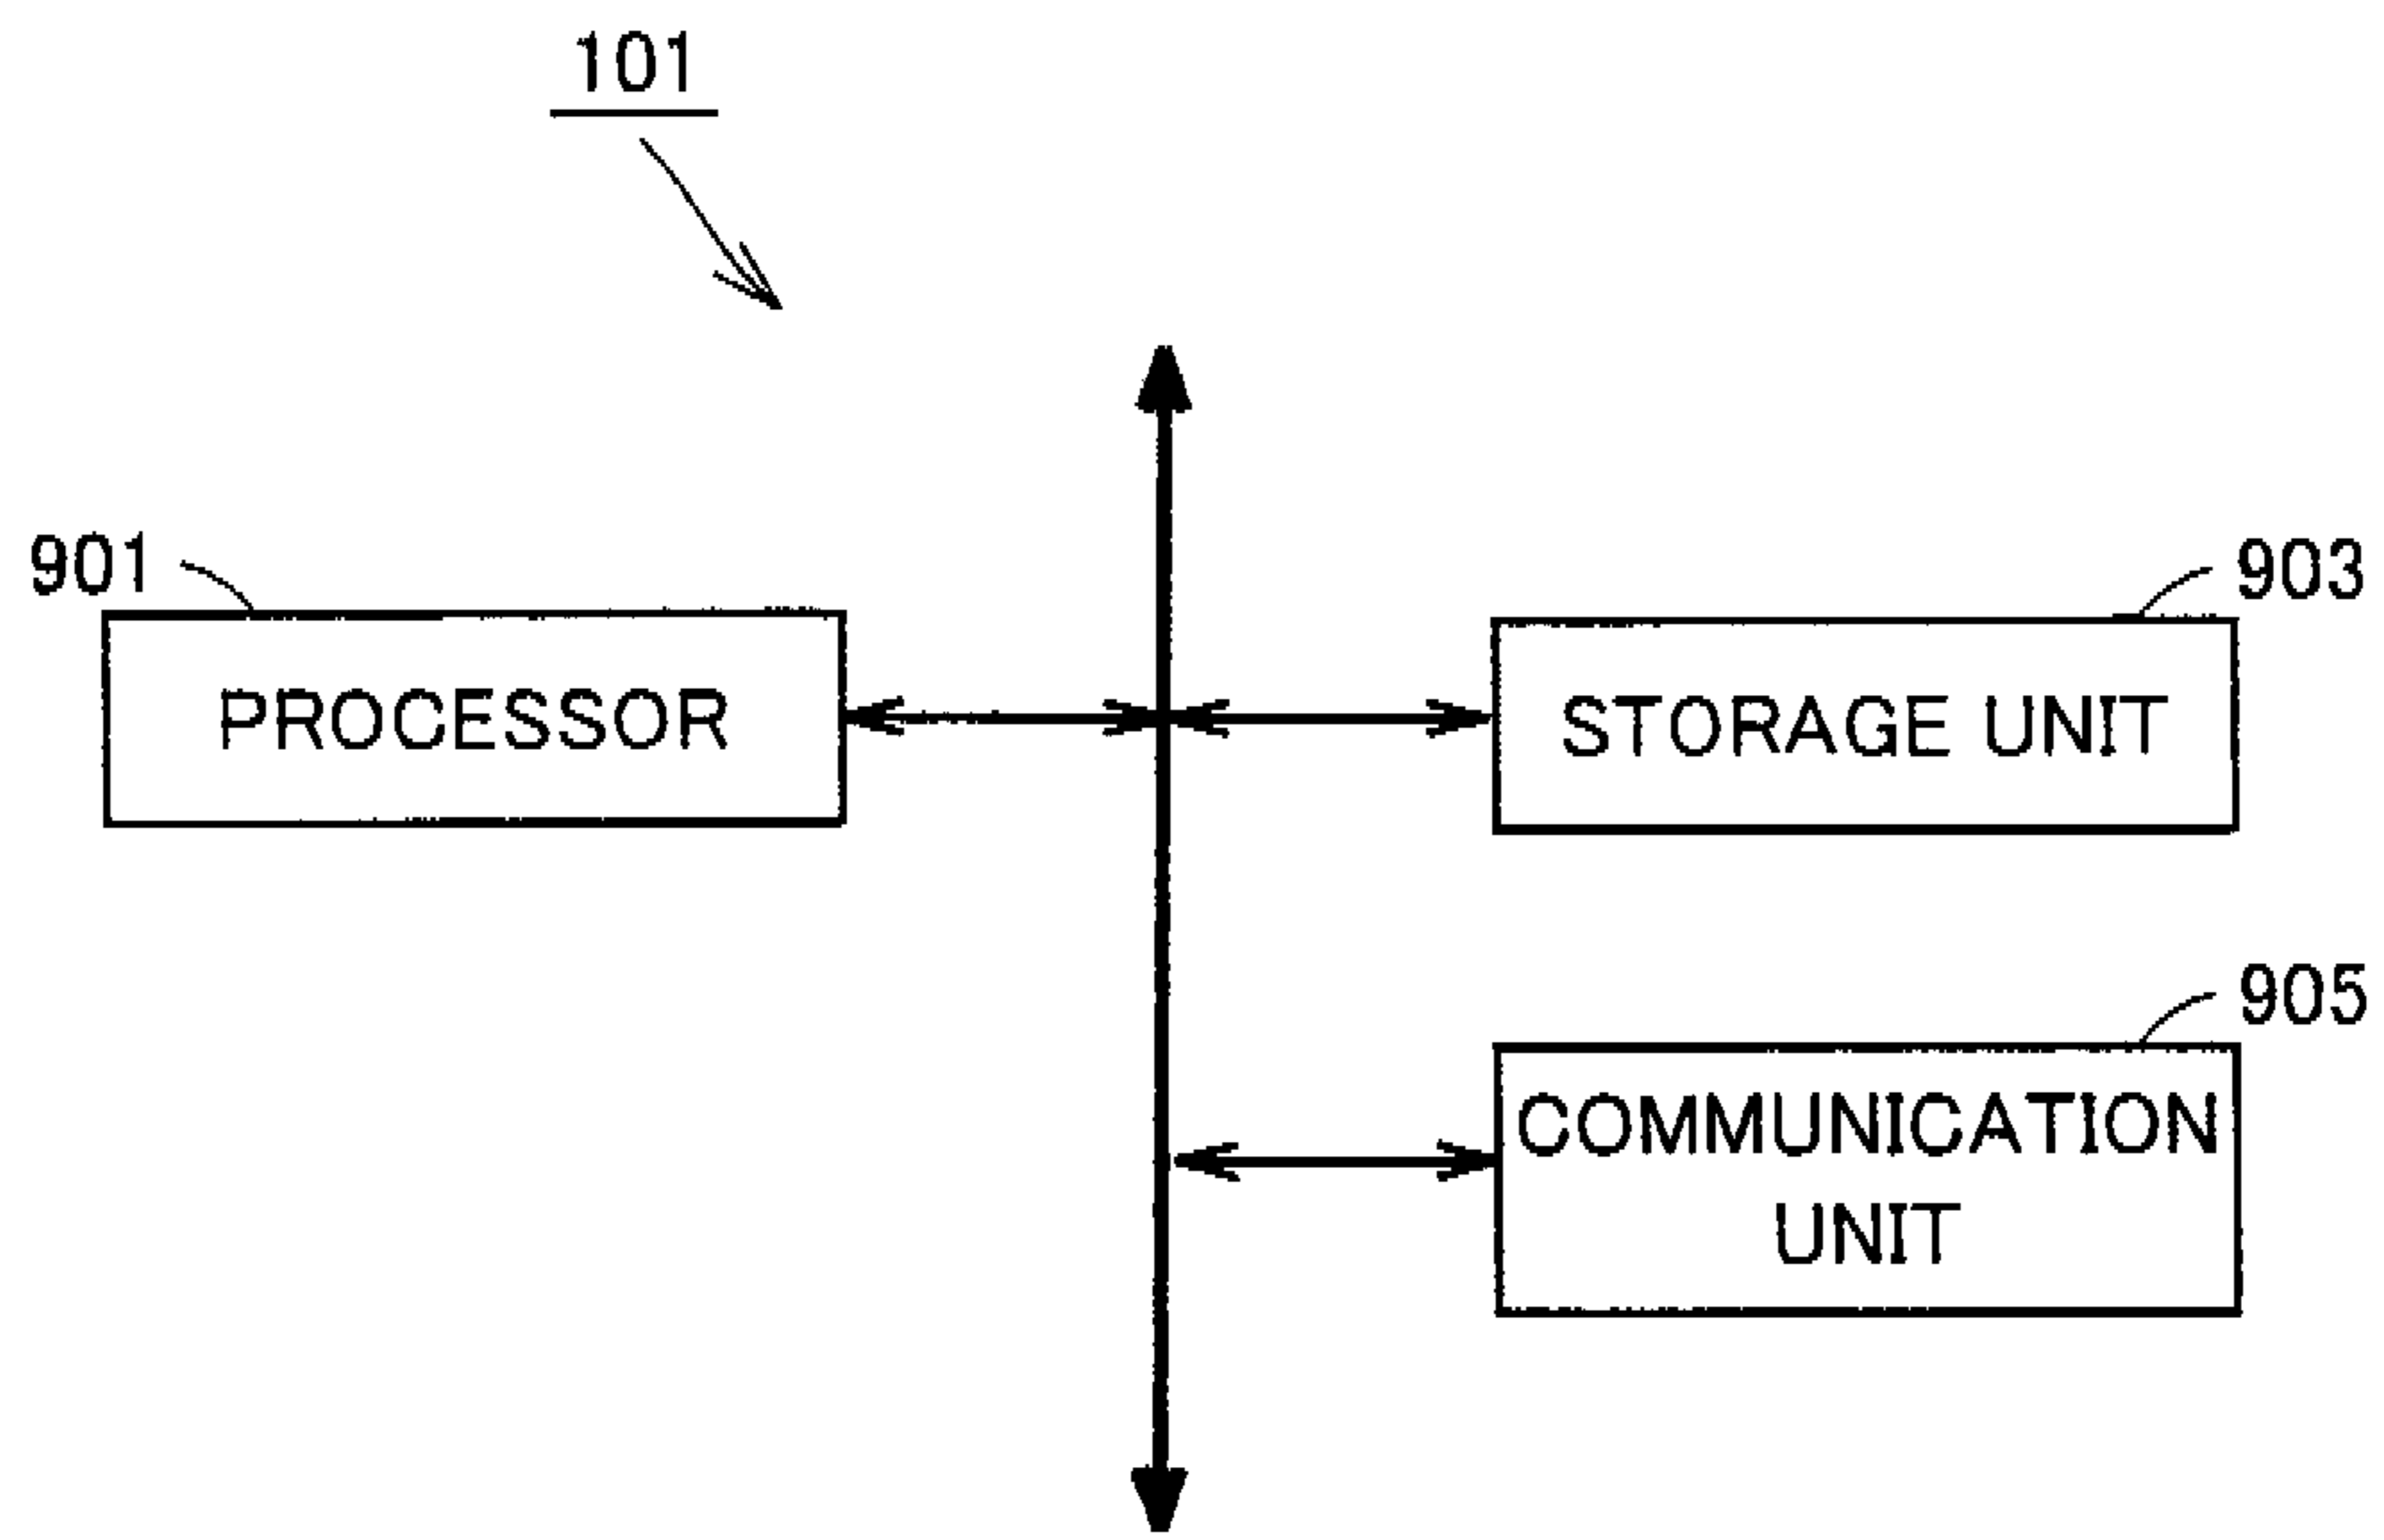 101
901
903
PROCESSOR
STORAGE UNIT
905
COMMUNICATION
UNIT